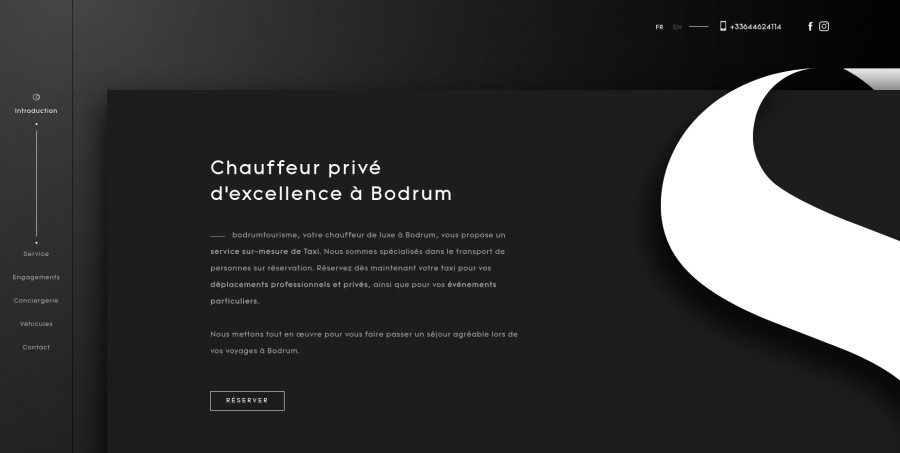 FR EN +33644624114
Introduction
Service
Engagements
Conciergerie
Véhicules
Contact
Chauffeur privé
d'excellence à Bodrum
bodrumtourisme, votre chauffeur de luxe à Bodrum, vous propose un
service sur-mesure de Taxi. Nous sommes spécialisés dans le transport de
personnes sur réservation. Réservez dès maintenant votre taxi pour vos
déplacements professionnels et privés, ainsi que pour vos événements
particuliers.
Nous mettons tout en œuvre pour vous faire passer un séjour agréable lors de
vos voyages à Bodrum.
RÉSERVER